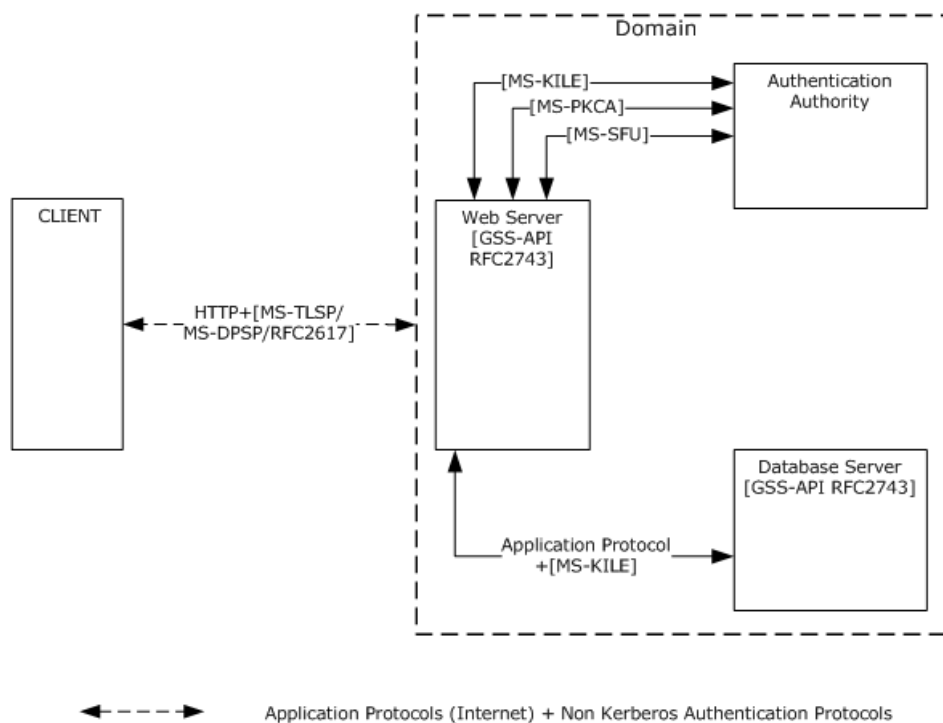 Domain
[MS-KILE]
[MS-PKCA]
[MS-SFU]
Authentication
Authority
CLIENT
Web Server
[GSS-API
RFC2743]
HTTP+[MS-TLSP/
MS-DPSP/RFC2617]
Database Server
[GSS-API RFC2743]
Application Protocol
+[MS-KILE]
Application Protocols (Internet) + Non Kerberos Authentication Protocols